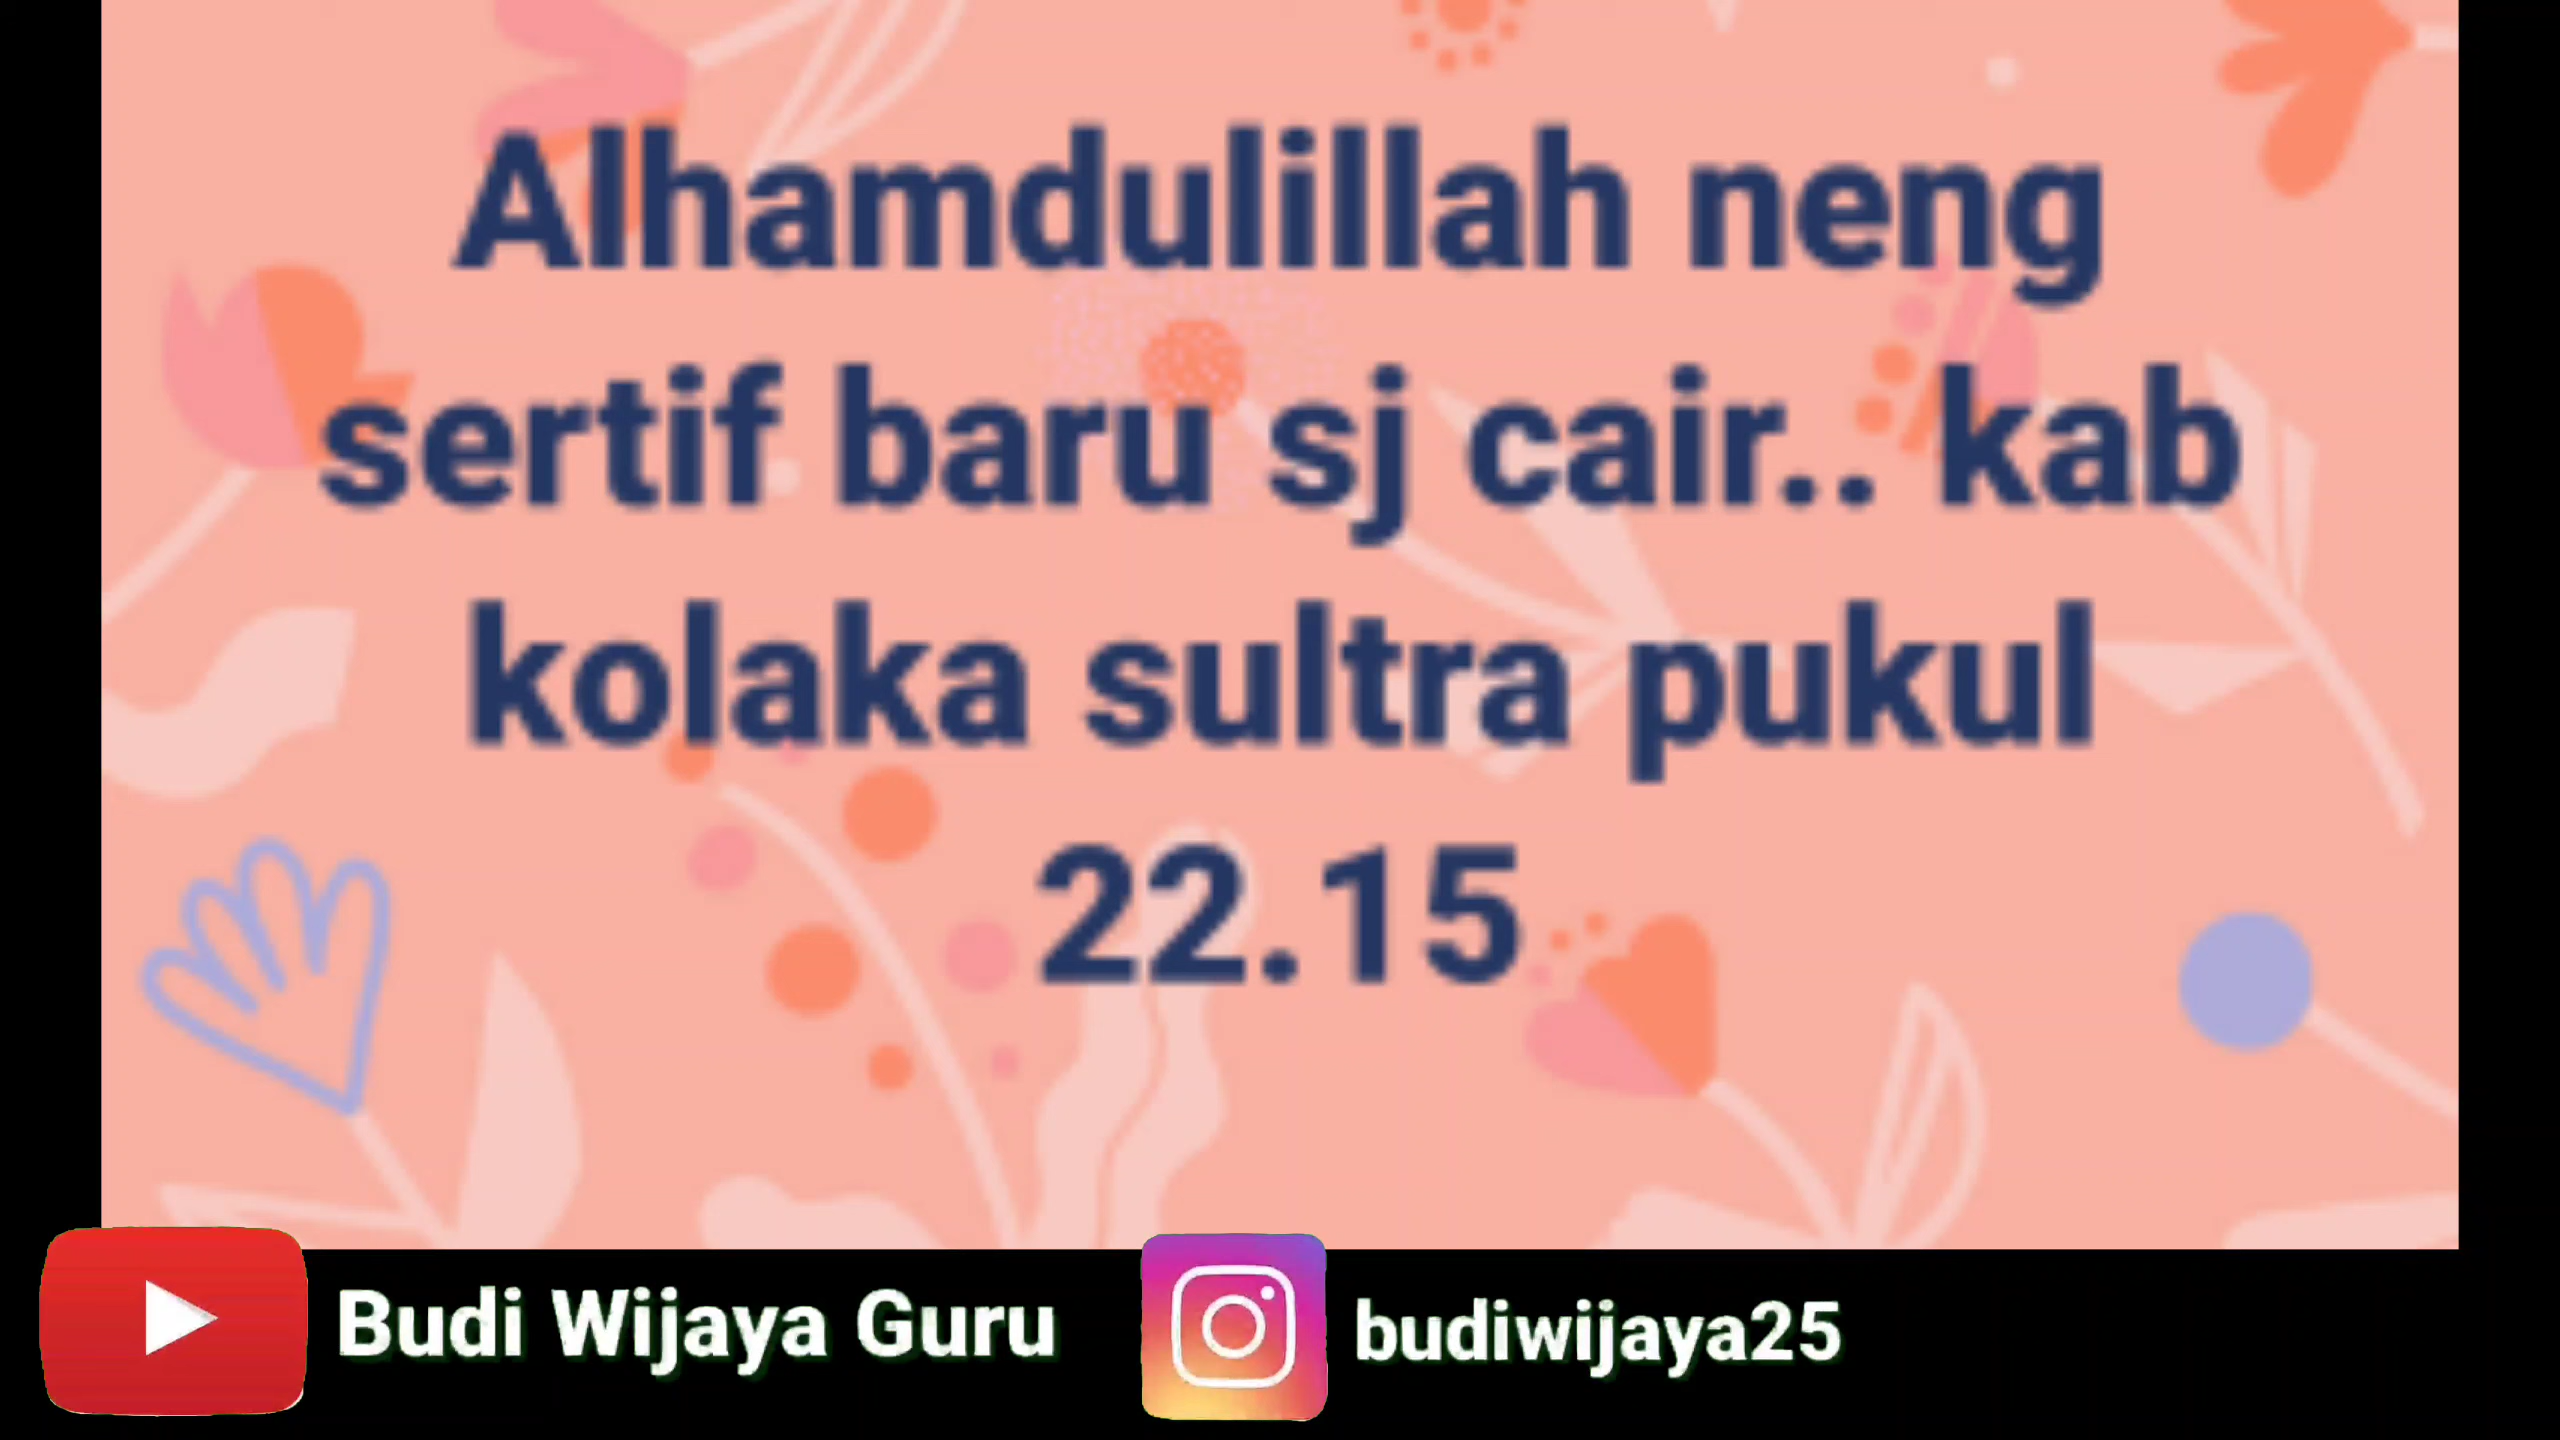 Alhamdulillah neng
sertif baru sj cair.. kab
kolaka sultra pukul
22.15
Budi Wijaya Guru
budiwijaya25